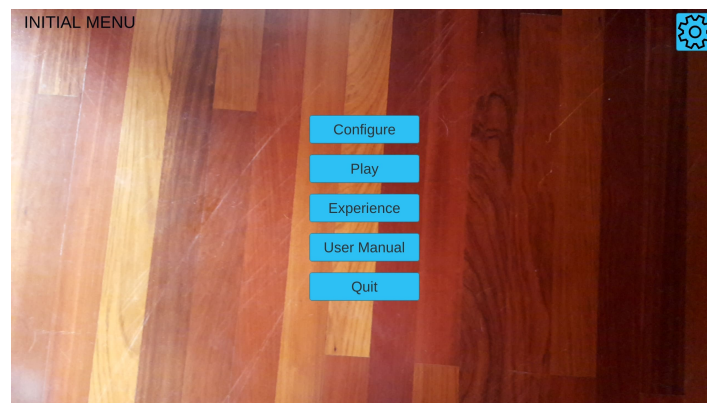 INITIAL MENU
Configure
Play
Experience
User Manual
Quit